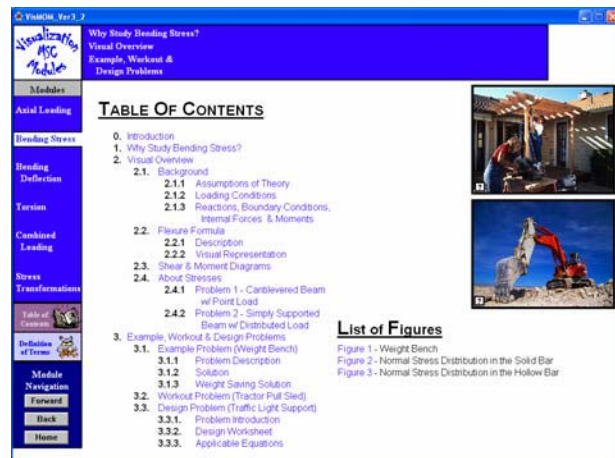 VisMOM_Ver3_2
Visualization
MSC
Modules
Why Study Bending Stress?
Visual Overview
Example, Workout &
Design Problems
Modules
Axial Loading
Bending Stress
Bending
Deflection
Torsion
Combined
Loading
Stress
Transformations
Table of
Contents
Definition
of Terms
Module
Navigation
Forward
Back
Home
TABLE OF CONTENTS
0. Introduction
1. Why Study Bending Stress?
2. Visual Overview
2.1. Background
2.1.1 Assumptions of Theory
2.1.2 Loading Conditions
2.1.3 Reactions, Boundary Conditions,
Internal Forces & Moments
2.2. Flexure Formula
2.2.1 Description
2.2.2 Visual Representation
2.3. Shear & Moment Diagrams
2.4. About Stresses
2.4.1 Problem 1 - Cantilevered Beam
w/ Point Load
2.4.2 Problem 2 - Simply Supported
Beam w/ Distributed Load
3. Example, Workout & Design Problems
3.1. Example Problem (Weight Bench)
3.1.1 Problem Description
3.1.2 Solution
3.1.3 Weight Saving Solution
3.2. Workout Problem (Tractor Pull Sled)
3.3. Design Problem (Traffic Light Support)
3.3.1. Problem Introduction
3.3.2. Design Worksheet
3.3.3. Applicable Equations
?
?
List of Figures
Figure 1 - Weight Bench
Figure 2 - Normal Stress Distribution in the Solid Bar
Figure 3 - Normal Stress Distribution in the Hollow Bar